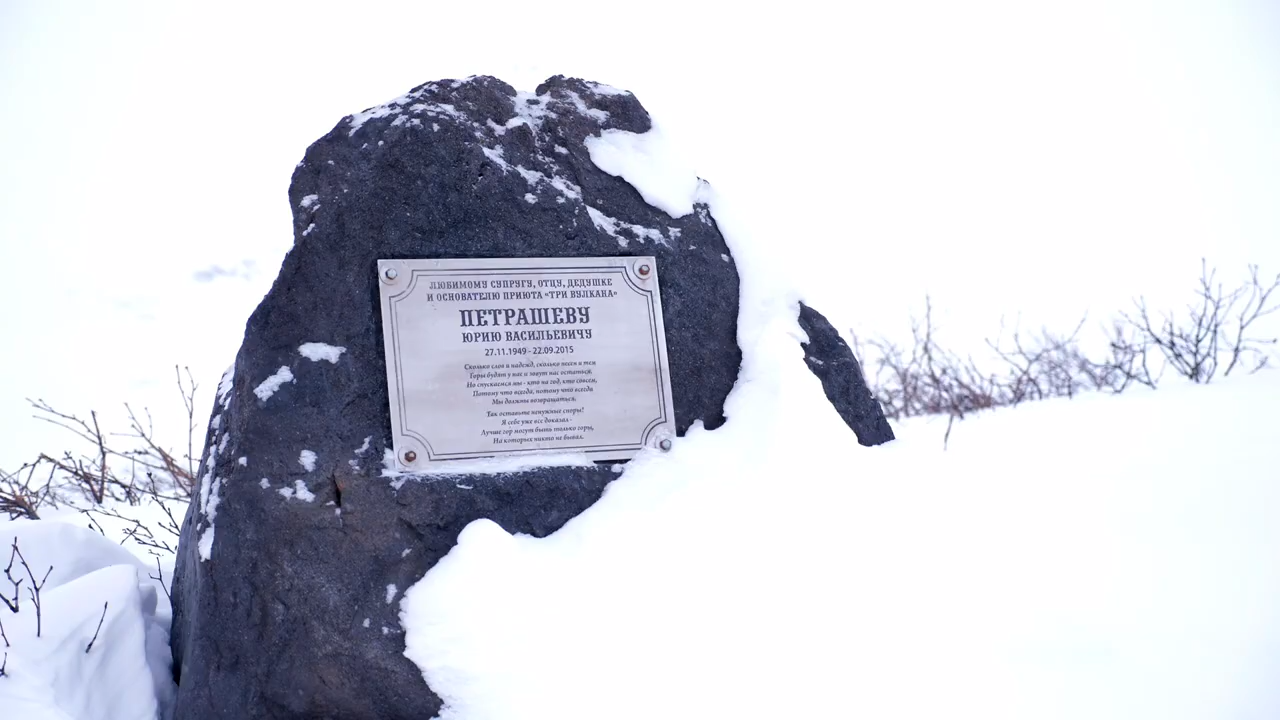 ЛЮБИМОМУ СУПРУГУ, ОТЦУ, ДЕДУШКЕ
И ОСНОВАТЕЛЮ ПРИЮТА «ТРИ ВУЛКАНА»
ПЕТРАШЕВУ
ЮРИЮ ВАСИЛЬЕВИЧУ
27.11.1949 - 22.09.2015
Сколько слов и надежд, сколько песен и тем
Горы будят у нас и зовут нас остаться.
Но спускаемся мы - кто на год, кто совсем,
Потому что всегда, потому что всегда
Мы должны возвращаться.
Так оставьте ненужные споры!
Я себе уже все доказал -
Лучше гор могут быть только горы,
На которых никто не бывал.